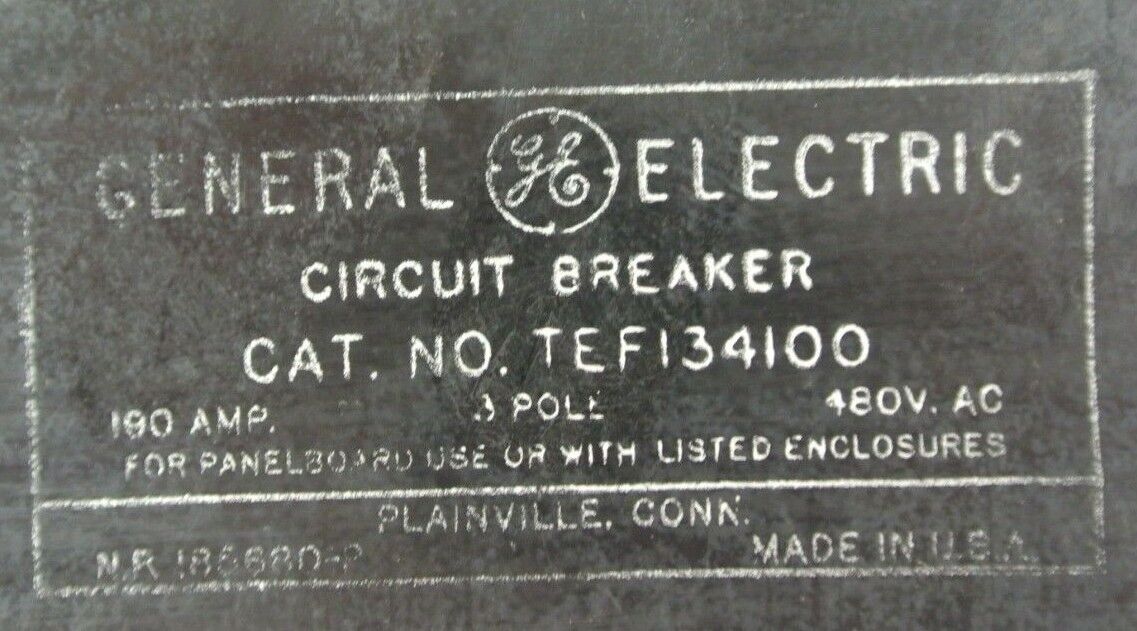 GENERAL GE ELECTRIC
CIRCUIT BREAKER
CAT. NO. TEF134100
100 AMP. 3 POLE 480V. AC
FOR PANELBOARD USE OR WITH LISTED ENCLOSURES
PLAINVILLE, CONN.
N.P. MADE IN U.S.A.